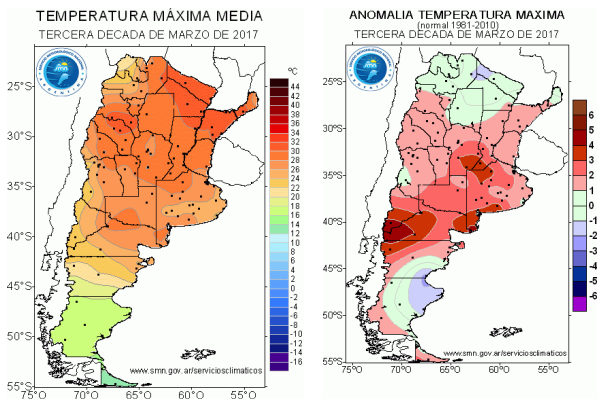 TEMPERATURA MÁXIMA MEDIA
TERCERA DECADA DE MARZO DE 2017
smn
ºC
44
42
40
38
36
34
32
30
28
26
24
22
20
18
16
14
12
10
8
6
4
2
0
-2
-4
-6
-8
-10
-12
-14
-16
25°S
30°S
35°S
40°S
45°S
50°S
55°S
75°W
70°W
65°W
60°W
55°W
www.smn.gov.ar/serviciosclimaticos
ANOMALIA TEMPERATURA MAXIMA
(normal 1981-2010)
TERCERA DECADA DE MARZO DE 2017
smn
6
5
4
3
2
1
0
-1
-2
-3
-4
-5
-6
25°S
30°S
35°S
40°S
45°S
50°S
55°S
75°W
70°W
65°W
60°W
55°W
www.smn.gov.ar/serviciosclimaticos